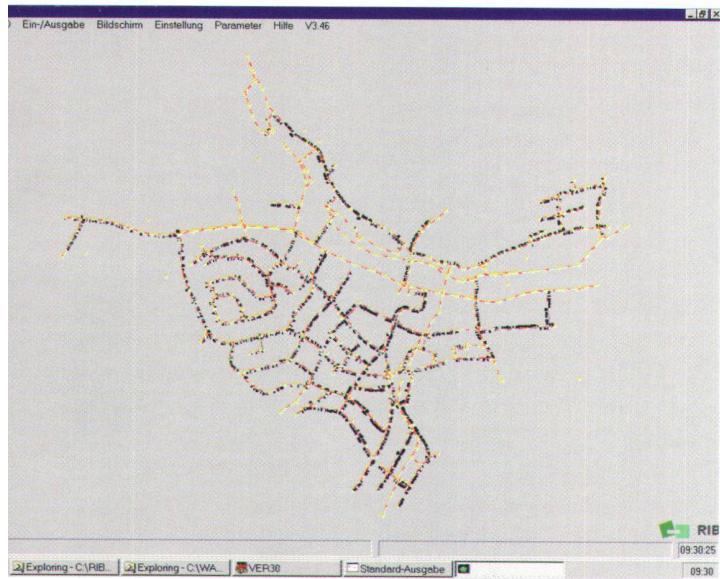 Ein-/Ausgabe Bildschirm Einstellung Parameter Hilfe V3.46
RIB
09:30:25
Exploring - C:\RIB... Exploring - C:\WA... VER30 Standard-Ausgabe
09:30